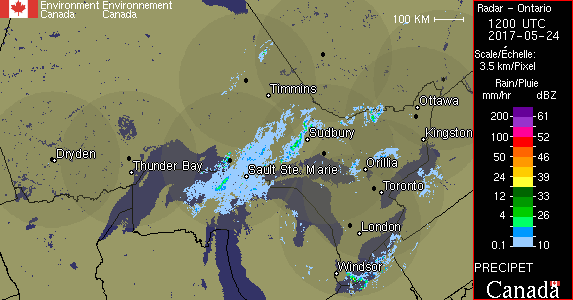 Environment Environnement
Canada Canada
100 KM
Timmins
Ottawa
Sudbury
Kingston
Dryden
Thunder Bay
Sault Ste. Marie
Orillia
Toronto
London
Windsor
Radar - Ontario
1200 UTC
2017-05-24
Scale/Échelle:
3.5 km/Pixel
Rain/Pluie
mm/hr dBZ
200 61
100 52
50 46
24 39
12 33
4 26
0.1 10
PRECIPET
Canada